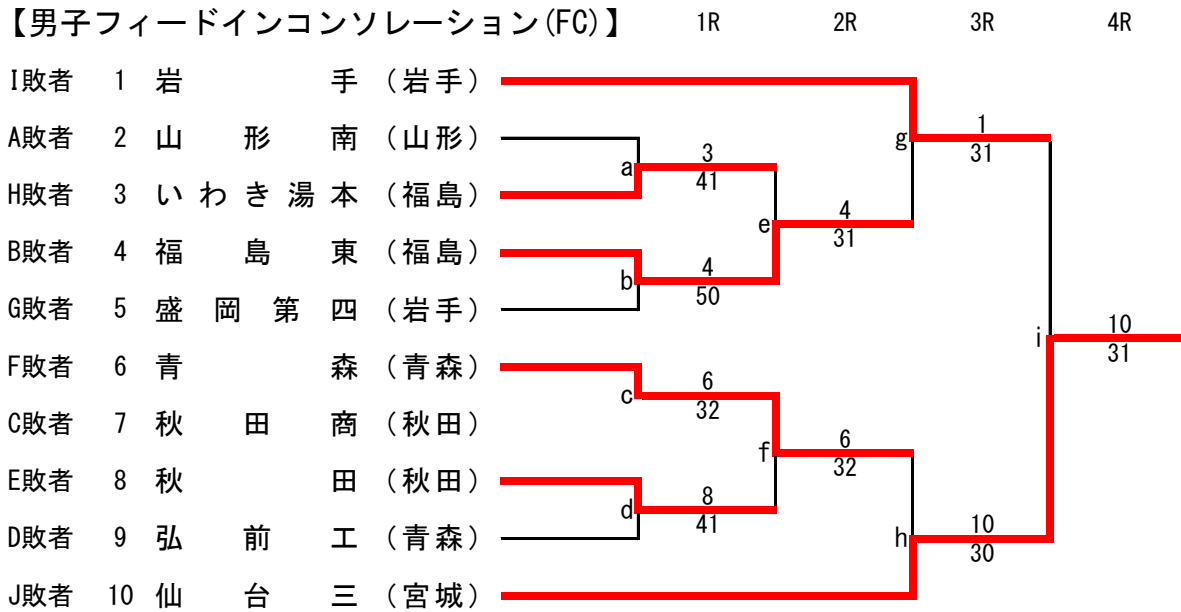 【男子フィードインコンソレーション(FC)】 1R 2R 3R 4R
I敗者 1 岩手 (岩手)
A敗者 2 山形南 (山形) g 1
31
a 3
41
H敗者 3 いわき湯本 (福島)
e 4
31
B敗者 4 福島東 (福島)
b 4
50
G敗者 5 盛岡第四 (岩手)
i 10
31
F敗者 6 青森 (青森)
c 6
32
C敗者 7 秋田商 (秋田)
f 6
32
E敗者 8 秋田 (秋田)
d 8
41
D敗者 9 弘前工 (青森) h 10
30
J敗者 10 仙台三 (宮城)